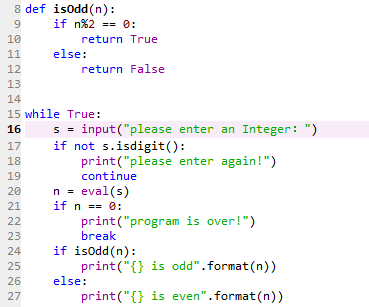 8 def isOdd(n):
9     if n%2 == 0:
10         return True
11     else:
12         return False
13
14
15 while True:
16     s = input("please enter an Integer: ")
17     if not s.isdigit():
18         print("please enter again!")
19         continue
20     n = eval(s)
21     if n == 0:
22         print("program is over!")
23         break
24     if isOdd(n):
25         print("{} is odd".format(n))
26     else:
27         print("{} is even".format(n))